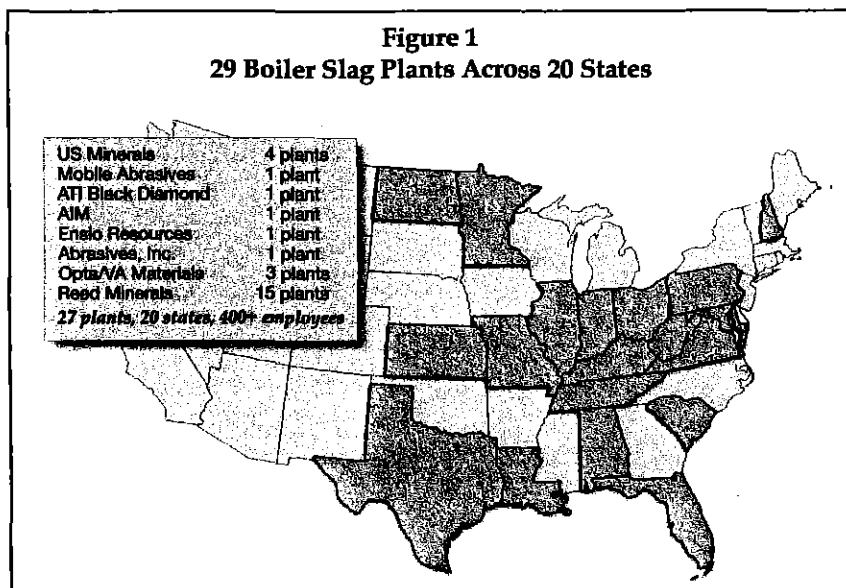 Figure 1
29 Boiler Slag Plants Across 20 States
US Minerals 4 plants
Mobile Abrasives 1 plant
ATI Black Diamond 1 plant
AIM 1 plant
Ensio Resources 1 plant
Abrasives, Inc. 1 plant
Opta/VA Materials 3 plants
Reed Minerals 15 plants
27 plants, 20 states, 400+ employees